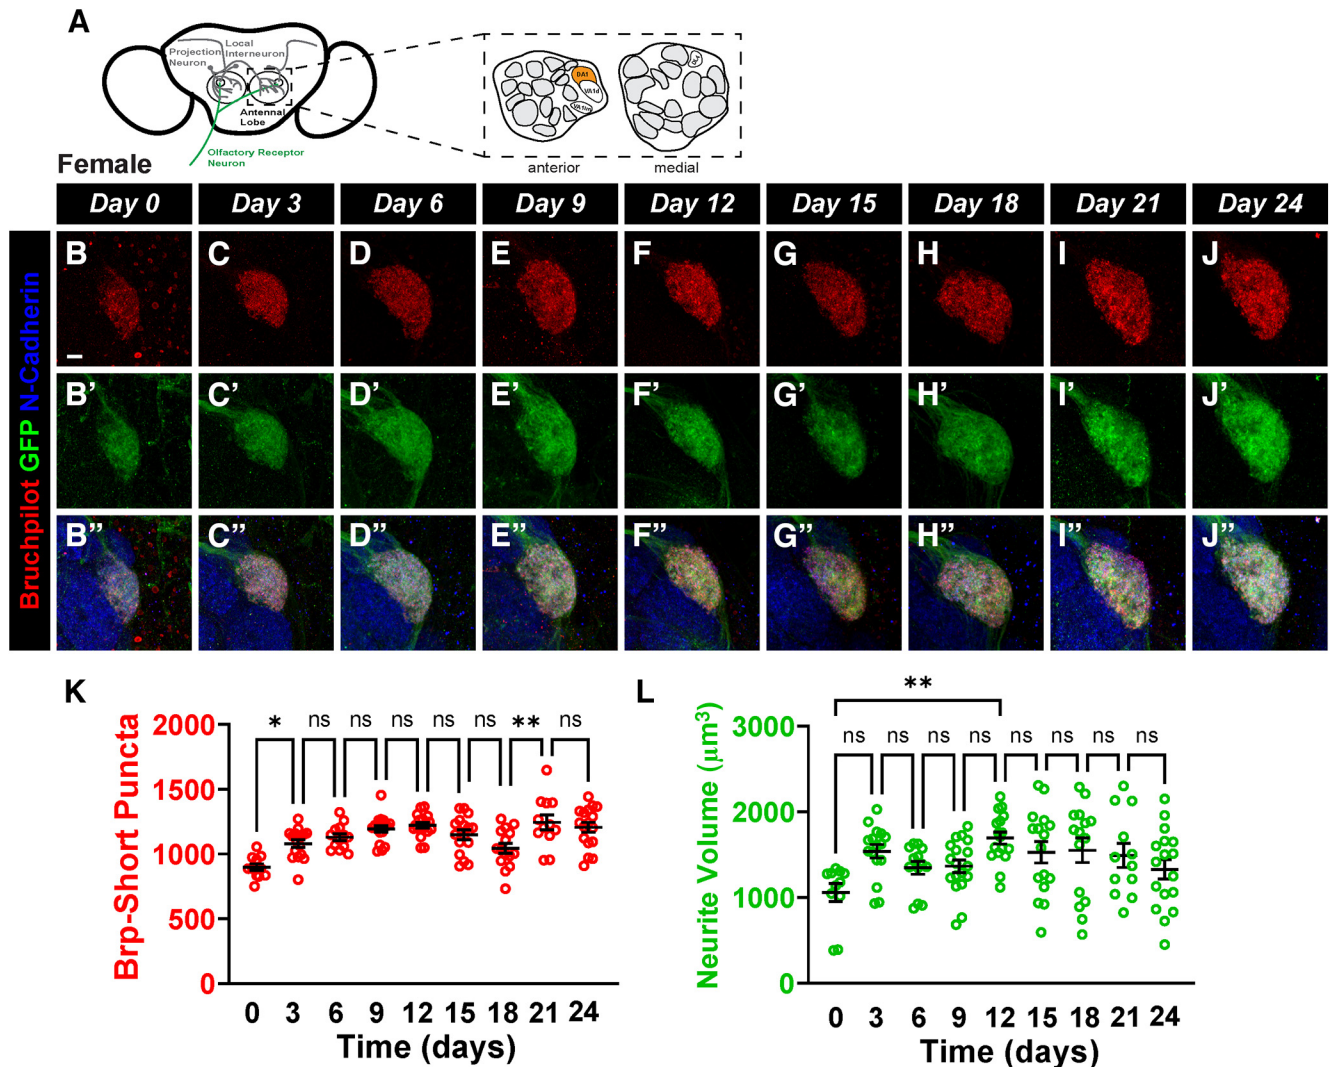 A
Projection
Neuron
Local
Interneuron
Antennal
Lobe
Olfactory Receptor
Neuron
DA1
VA1d
VA1lm
DL3
anterior
medial
Female
Day 0 Day 3 Day 6 Day 9 Day 12 Day 15 Day 18 Day 21 Day 24
Bruchpilot GFP N-Cadherin
B C D E F G H I J
B’ C’ D’ E’ F’ G’ H’ I’ J’
B” C” D” E” F” G” H” I” J”
K
* ns ns ns ns ns ** ns
Brp-Short Puncta
2000
1500
1000
500
0
0 3 6 9 12 15 18 21 24
Time (days)
L
**
ns ns ns ns ns ns ns ns
Neurite Volume (µm³)
3000
2000
1000
0
0 3 6 9 12 15 18 21 24
Time (days)